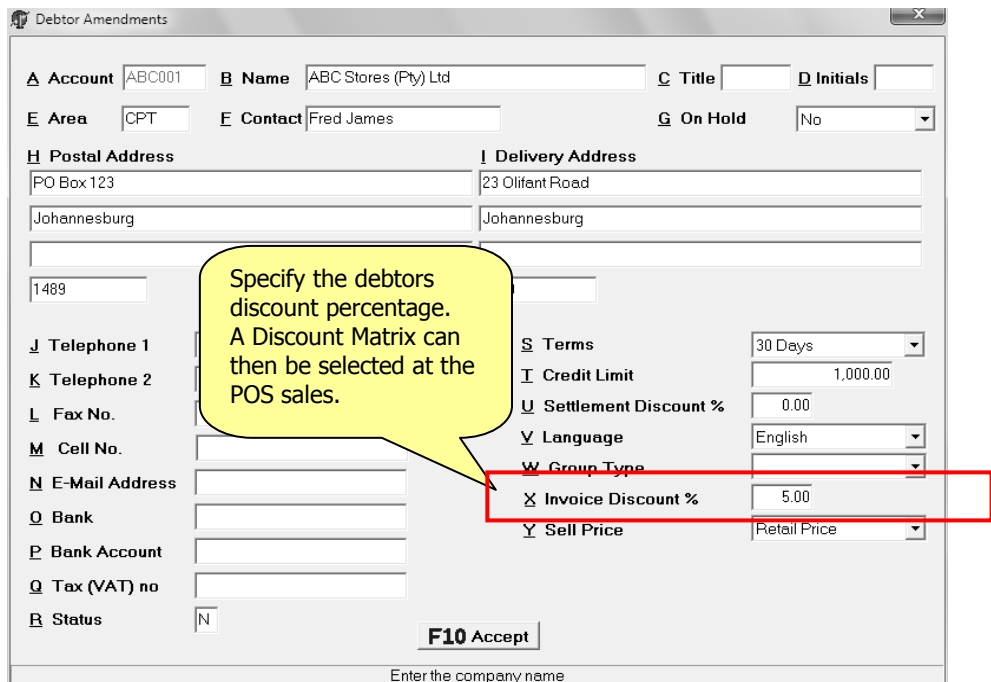 Debtor Amendments
x
A Account ABC001 B Name ABC Stores (Pty) Ltd C Title D Initials
E Area CPT F Contact Fred James G On Hold No
H Postal Address I Delivery Address
PO Box 123 23 Olifant Road
Johannesburg Johannesburg
1489
Specify the debtors
discount percentage.
A Discount Matrix can
then be selected at the
POS sales.
J Telephone 1 S Terms 30 Days
K Telephone 2 T Credit Limit 1,000.00
L Fax No. U Settlement Discount % 0.00
M Cell No. V Language English
W Group Type
N E-Mail Address X Invoice Discount % 5.00
O Bank Y Sell Price Retail Price
P Bank Account
Q Tax (VAT) no
R Status N
F10 Accept
Enter the company name